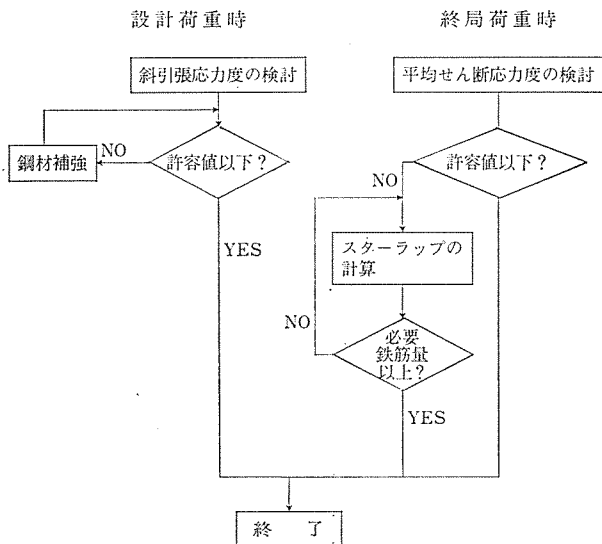 設計荷重時
終局荷重時
斜引張応力度の検討
平均せん断応力度の検討
鋼材補強
NO
許容値以下?
許容値以下?
NO
YES
スターラップの
計算
NO
必要
鉄筋量
以上?
YES
終 了